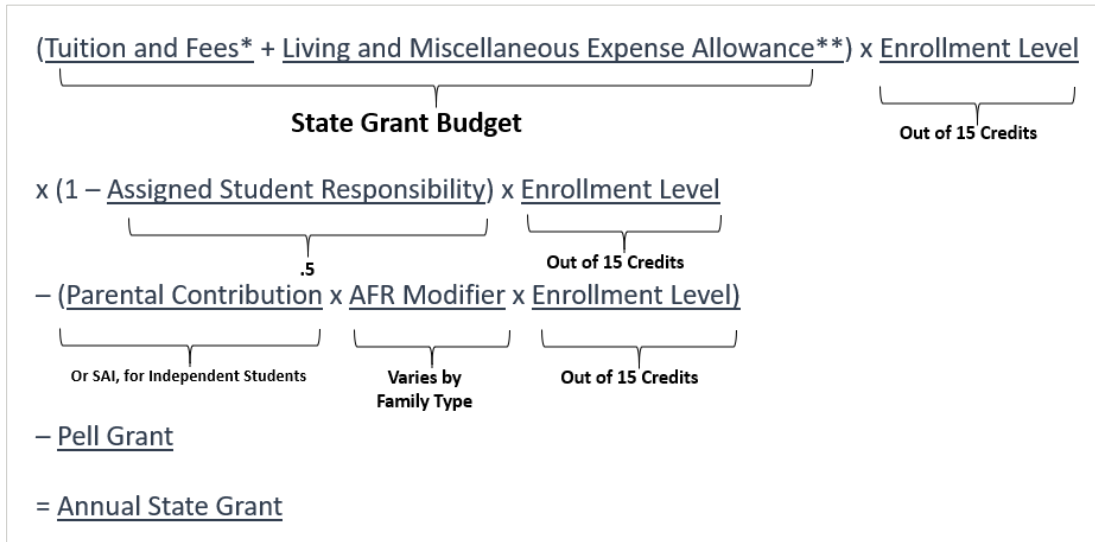 (Tuition and Fees* + Living and Miscellaneous Expense Allowance**) x Enrollment Level
State Grant Budget
Out of 15 Credits
x (1 – Assigned Student Responsibility) x Enrollment Level
.5
Out of 15 Credits
– (Parental Contribution x AFR Modifier x Enrollment Level)
Or SAI, for Independent Students
Varies by
Family Type
Out of 15 Credits
– Pell Grant
= Annual State Grant